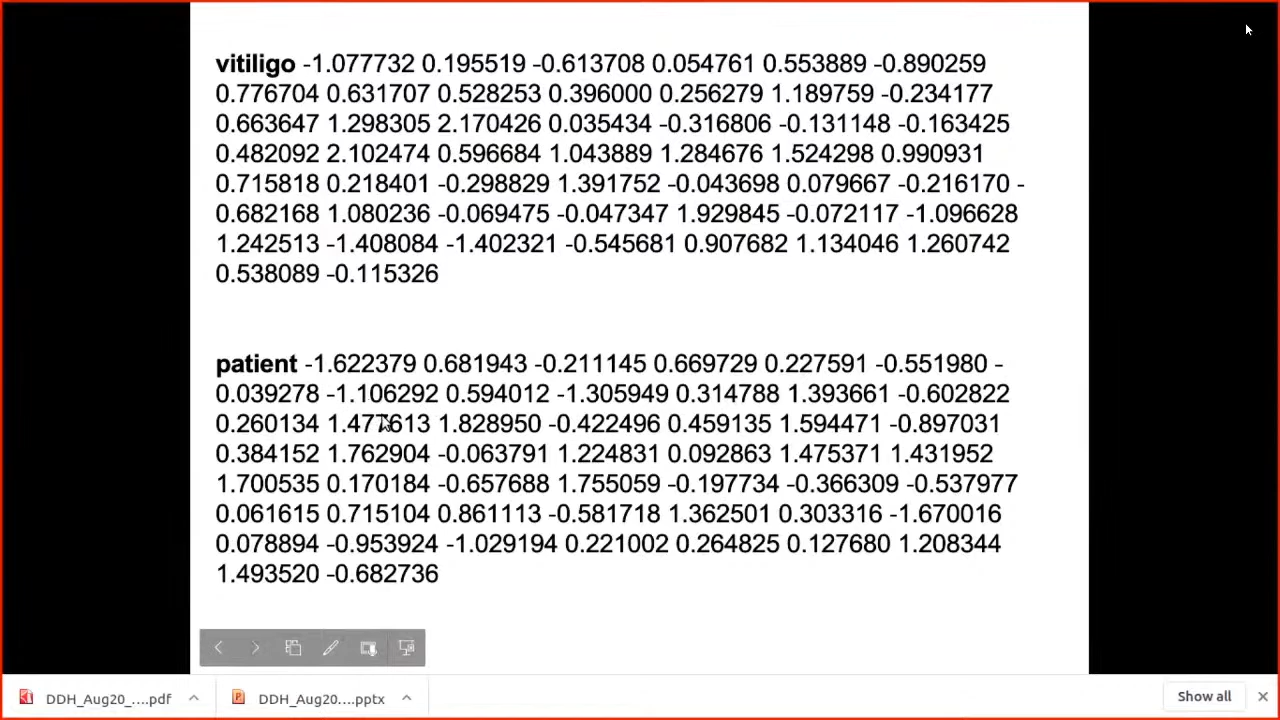 vitiligo -1.077732 0.195519 -0.613708 0.054761 0.553889 -0.890259
0.776704 0.631707 0.528253 0.396000 0.256279 1.189759 -0.234177
0.663647 1.298305 2.170426 0.035434 -0.316806 -0.131148 -0.163425
0.482092 2.102474 0.596684 1.043889 1.284676 1.524298 0.990931
0.715818 0.218401 -0.298829 1.391752 -0.043698 0.079667 -0.216170 -
0.682168 1.080236 -0.069475 -0.047347 1.929845 -0.072117 -1.096628
1.242513 -1.408084 -1.402321 -0.545681 0.907682 1.134046 1.260742
0.538089 -0.115326
patient -1.622379 0.681943 -0.211145 0.669729 0.227591 -0.551980 -
0.039278 -1.106292 0.594012 -1.305949 0.314788 1.393661 -0.602822
0.260134 1.477613 1.828950 -0.422496 0.459135 1.594471 -0.897031
0.384152 1.762904 -0.063791 1.224831 0.092863 1.475371 1.431952
1.700535 0.170184 -0.657688 1.755059 -0.197734 -0.366309 -0.537977
0.061615 0.715104 0.861113 -0.581718 1.362501 0.303316 -1.670016
0.078894 -0.953924 -1.029194 0.221002 0.264825 0.127680 1.208344
1.493520 -0.682736
DDH_Aug20_....pdf
DDH_Aug20....pptx
Show all